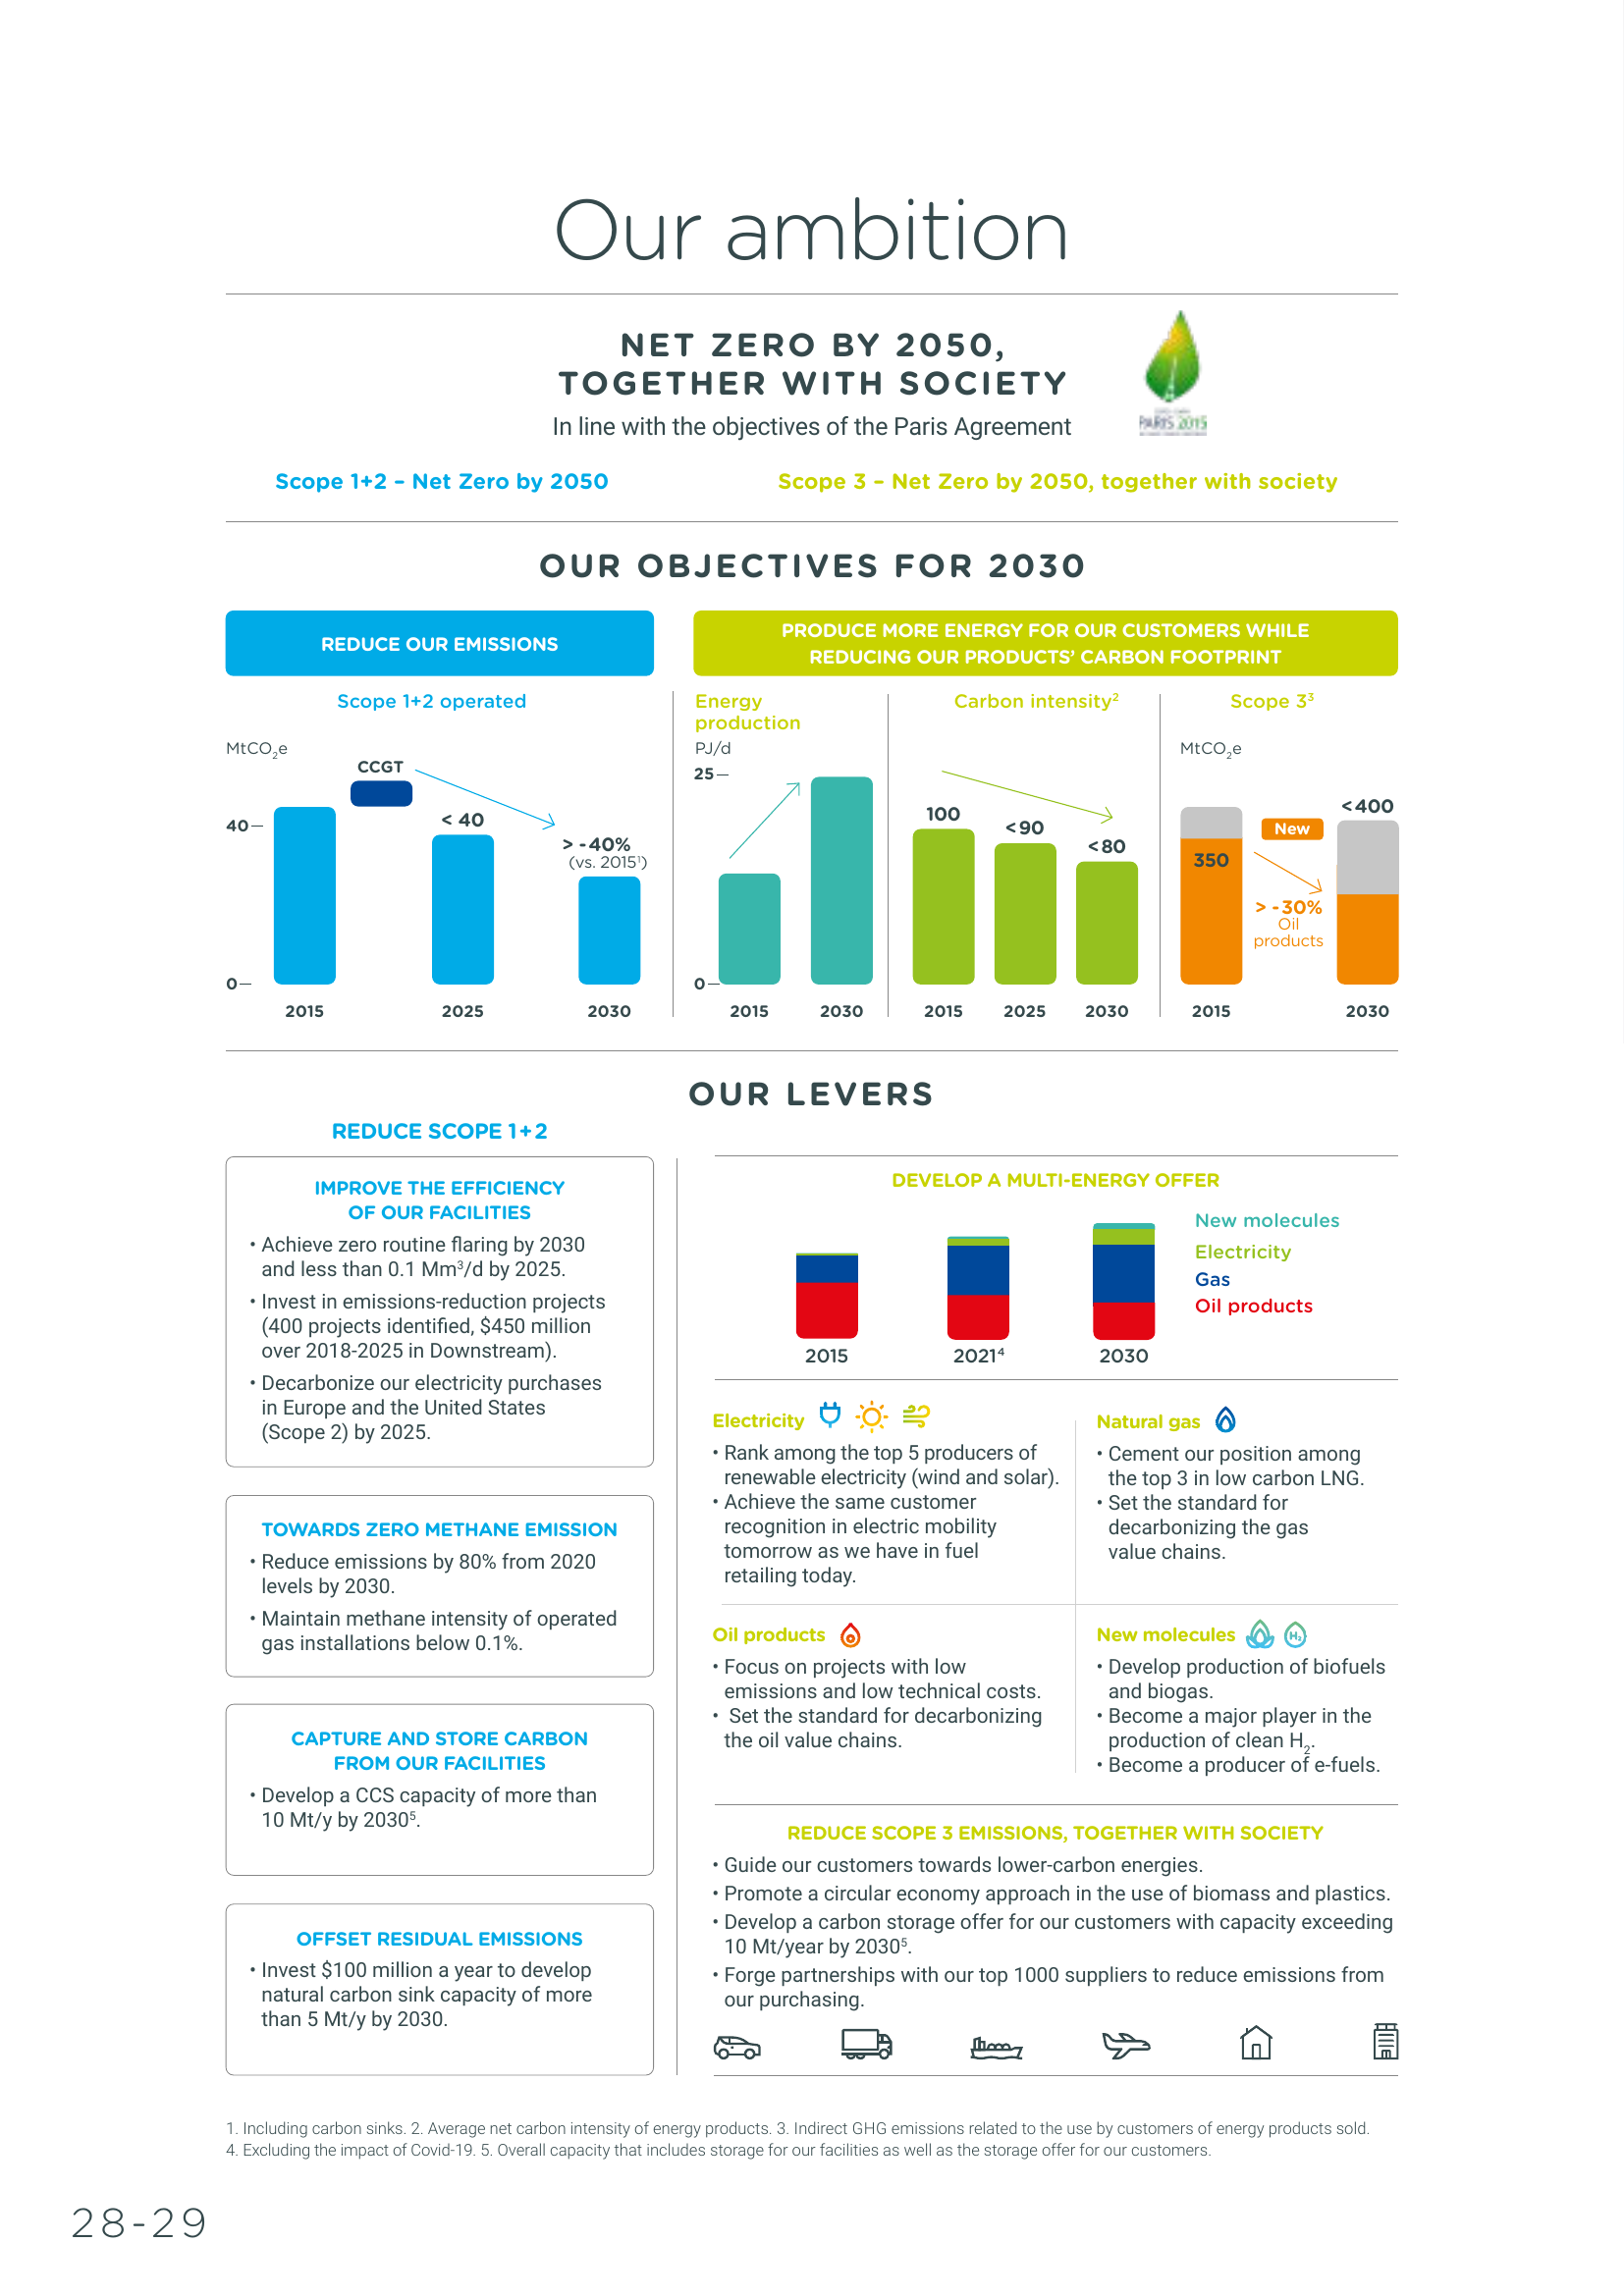 Our ambition
NET ZERO BY 2050,
TOGETHER WITH SOCIETY
In line with the objectives of the Paris Agreement
PARIS 2015
Scope 1+2 – Net Zero by 2050
Scope 3 – Net Zero by 2050, together with society
OUR OBJECTIVES FOR 2030
REDUCE OUR EMISSIONS
PRODUCE MORE ENERGY FOR OUR CUSTOMERS WHILE
REDUCING OUR PRODUCTS' CARBON FOOTPRINT
Scope 1+2 operated
MtCO₂e
CCGT
40
< 40
> -40%
(vs. 2015¹)
0
2015 2025 2030
Energy
production
PJ/d
25
0
2015 2030
Carbon intensity²
100
<90
<80
2015 2025 2030
Scope 3³
MtCO₂e
<400
New
350
> -30%
Oil
products
2015 2030
OUR LEVERS
REDUCE SCOPE 1+2
IMPROVE THE EFFICIENCY
OF OUR FACILITIES
• Achieve zero routine flaring by 2030
and less than 0.1 Mm³/d by 2025.
• Invest in emissions-reduction projects
(400 projects identified, $450 million
over 2018-2025 in Downstream).
• Decarbonize our electricity purchases
in Europe and the United States
(Scope 2) by 2025.
TOWARDS ZERO METHANE EMISSION
• Reduce emissions by 80% from 2020
levels by 2030.
• Maintain methane intensity of operated
gas installations below 0.1%.
CAPTURE AND STORE CARBON
FROM OUR FACILITIES
• Develop a CCS capacity of more than
10 Mt/y by 2030⁵.
OFFSET RESIDUAL EMISSIONS
• Invest $100 million a year to develop
natural carbon sink capacity of more
than 5 Mt/y by 2030.
DEVELOP A MULTI-ENERGY OFFER
New molecules
Electricity
Gas
Oil products
2015 2021⁴ 2030
Electricity
• Rank among the top 5 producers of
renewable electricity (wind and solar).
• Achieve the same customer
recognition in electric mobility
tomorrow as we have in fuel
retailing today.
Natural gas
• Cement our position among
the top 3 in low carbon LNG.
• Set the standard for
decarbonizing the gas
value chains.
Oil products
• Focus on projects with low
emissions and low technical costs.
• Set the standard for decarbonizing
the oil value chains.
New molecules
H₂
• Develop production of biofuels
and biogas.
• Become a major player in the
production of clean H₂.
• Become a producer of e-fuels.
REDUCE SCOPE 3 EMISSIONS, TOGETHER WITH SOCIETY
• Guide our customers towards lower-carbon energies.
• Promote a circular economy approach in the use of biomass and plastics.
• Develop a carbon storage offer for our customers with capacity exceeding
10 Mt/year by 2030⁵.
• Forge partnerships with our top 1000 suppliers to reduce emissions from
our purchasing.
1. Including carbon sinks. 2. Average net carbon intensity of energy products. 3. Indirect GHG emissions related to the use by customers of energy products sold.
4. Excluding the impact of Covid-19. 5. Overall capacity that includes storage for our facilities as well as the storage offer for our customers.
28-29